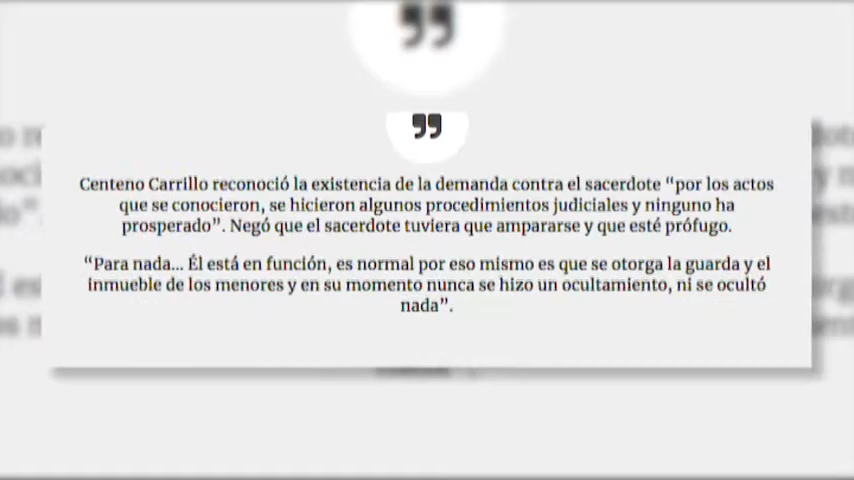 Centeno Carrillo reconoció la existencia de la demanda contra el sacerdote “por los actos
que se conocieron, se hicieron algunos procedimientos judiciales y ninguno ha
prosperado”. Negó que el sacerdote tuviera que ampararse y que esté prófugo.
“Para nada... Él está en función, es normal por eso mismo es que se otorga la guarda y el
inmueble de los menores y en su momento nunca se hizo un ocultamiento, ni se ocultó
nada”.